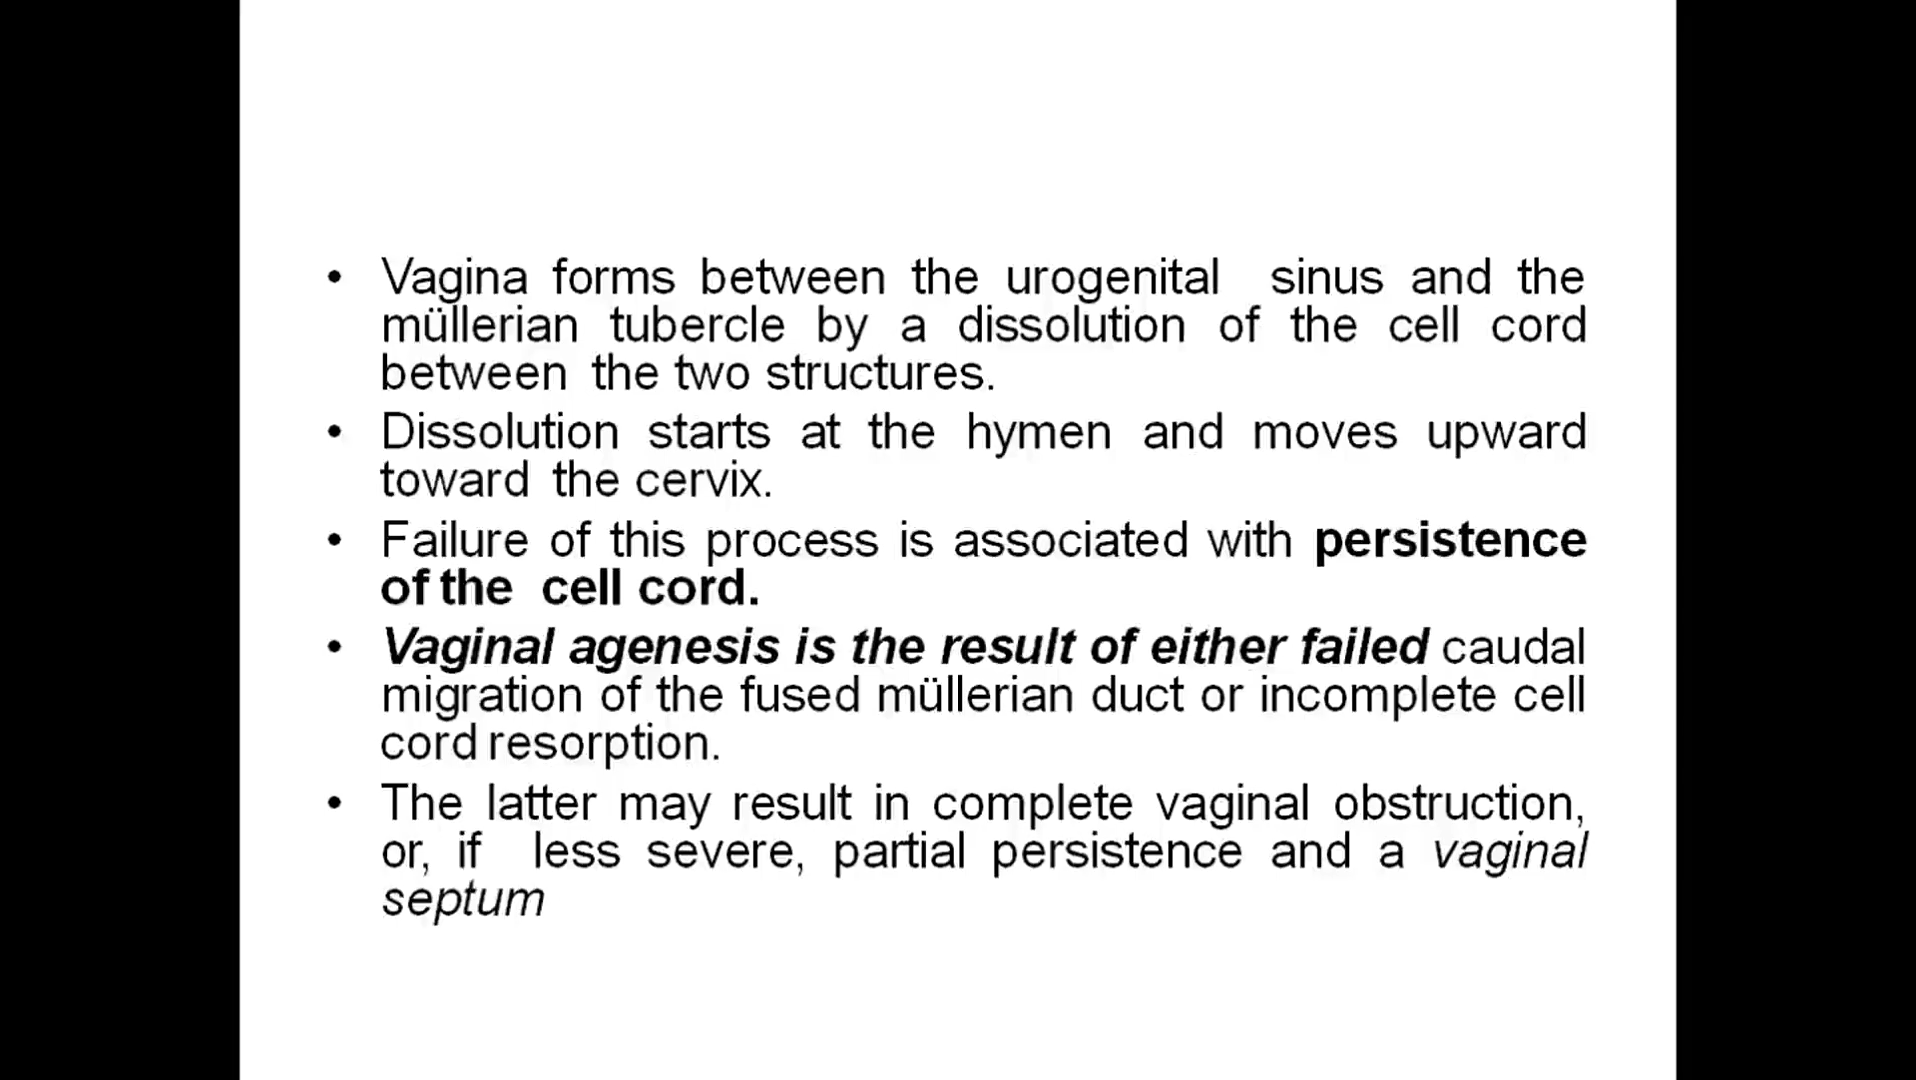 • Vagina forms between the urogenital sinus and the
müllerian tubercle by a dissolution of the cell cord
between the two structures.
• Dissolution starts at the hymen and moves upward
toward the cervix.
• Failure of this process is associated with persistence
of the cell cord.
• Vaginal agenesis is the result of either failed caudal
migration of the fused müllerian duct or incomplete cell
cord resorption.
• The latter may result in complete vaginal obstruction,
or, if less severe, partial persistence and a vaginal
septum